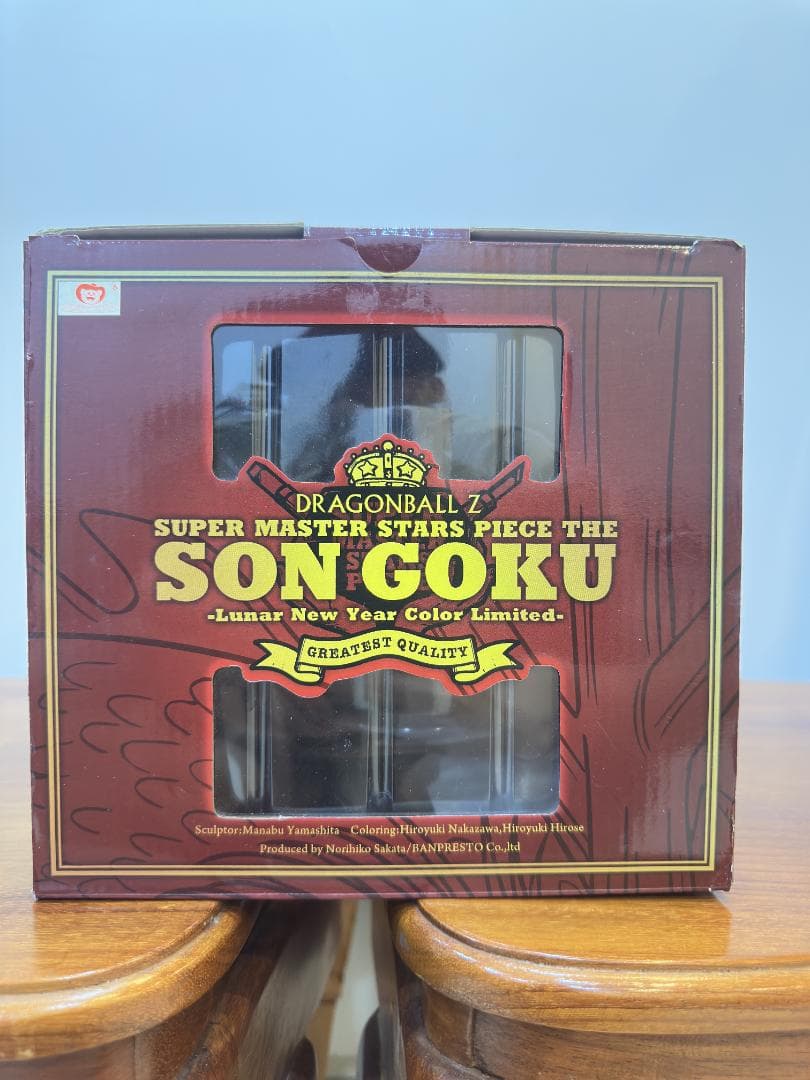 DRAGONBALL Z
SUPER MASTER STARS PIECE THE
SON GOKU
-Lunar New Year Color Limited-
GREATEST QUALITY
Sculptor:Manabu Yamashita Coloring:Hiroyuki Nakazawa,Hiroyuki Hirose
Produced by Norihiko Sakata/BANPRESTO Co.,ltd